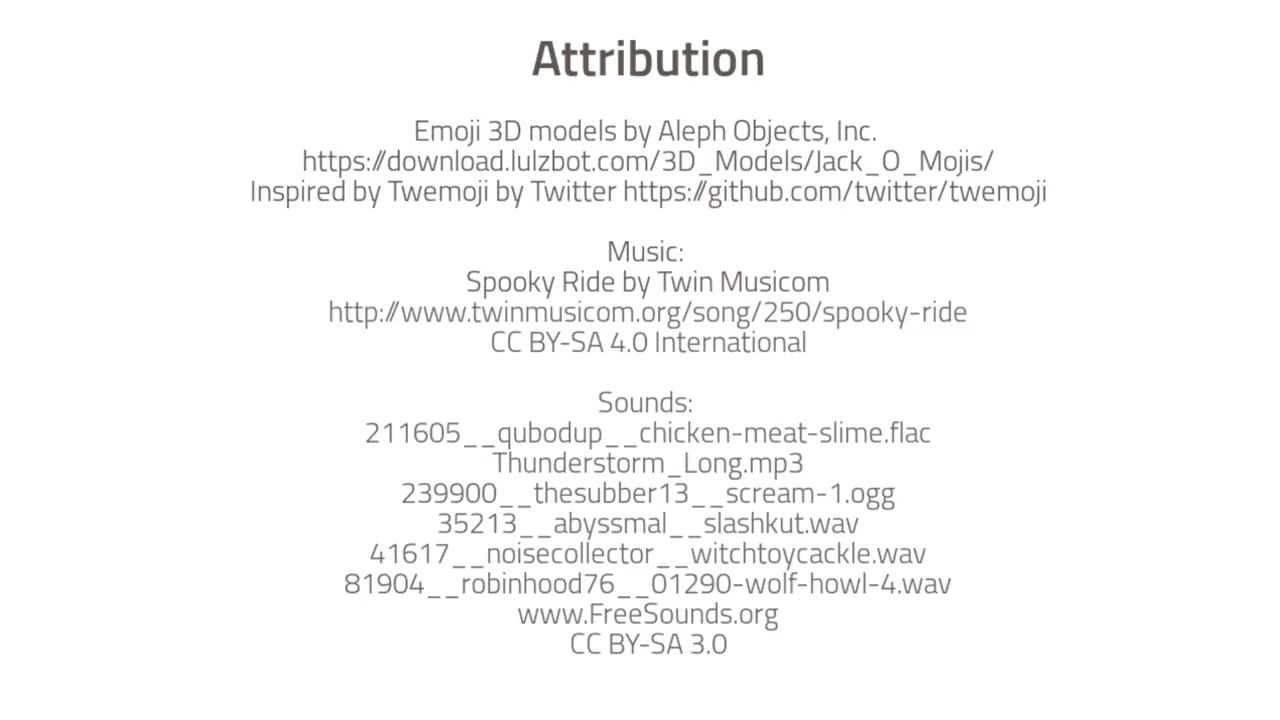 Attribution
Emoji 3D models by Aleph Objects, Inc.
https://download.lulzbot.com/3D_Models/Jack_O_Mojis/
Inspired by Twemoji by Twitter https://github.com/twitter/twemoji
Music:
Spooky Ride by Twin Musicom
http://www.twinmusicom.org/song/250/spooky-ride
CC BY-SA 4.0 International
Sounds:
211605__qubodup__chicken-meat-slime.flac
Thunderstorm_Long.mp3
239900__thesubber13__scream-1.ogg
35213__abyssmal__slashkut.wav
41617__noisecollector__witchtoycackle.wav
81904__robinhood76__01290-wolf-howl-4.wav
www.FreeSounds.org
CC BY-SA 3.0